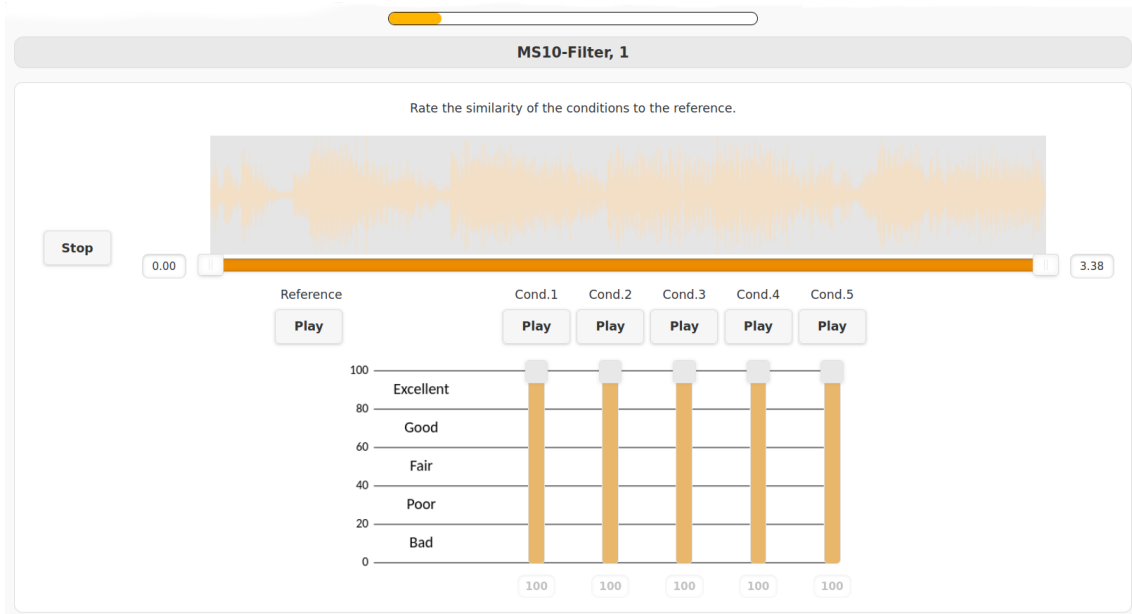 MS10-Filter, 1
Rate the similarity of the conditions to the reference.
Stop
0.00
3.38
Reference Cond.1 Cond.2 Cond.3 Cond.4 Cond.5
Play Play Play Play Play Play
100
Excellent
80
Good
60
Fair
40
Poor
20
Bad
0
100 100 100 100 100